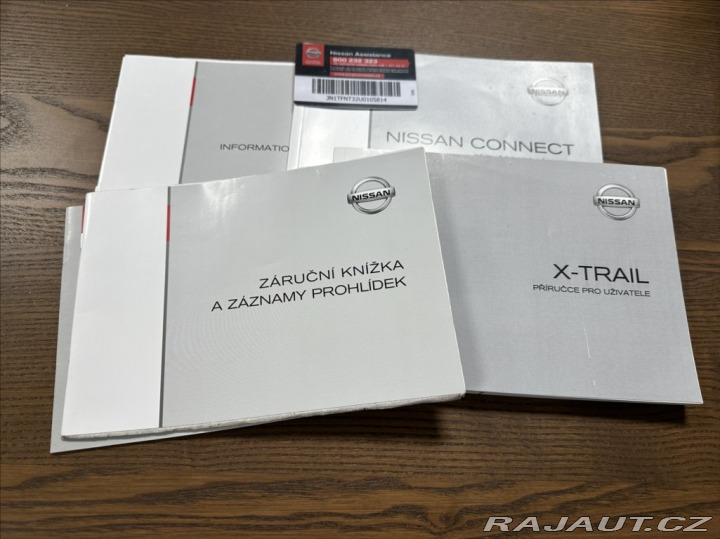 Nissan Assistance
800 232 323
NISSAN
NISSAN CONNECT
INFORMATIO
NISSAN
ZÁRUČNÍ KNÍŽKA
A ZÁZNAMY PROHLÍDEK
NISSAN
X-TRAIL
PŘÍRUČCE PRO UŽIVATELE
RAJAUT.CZ